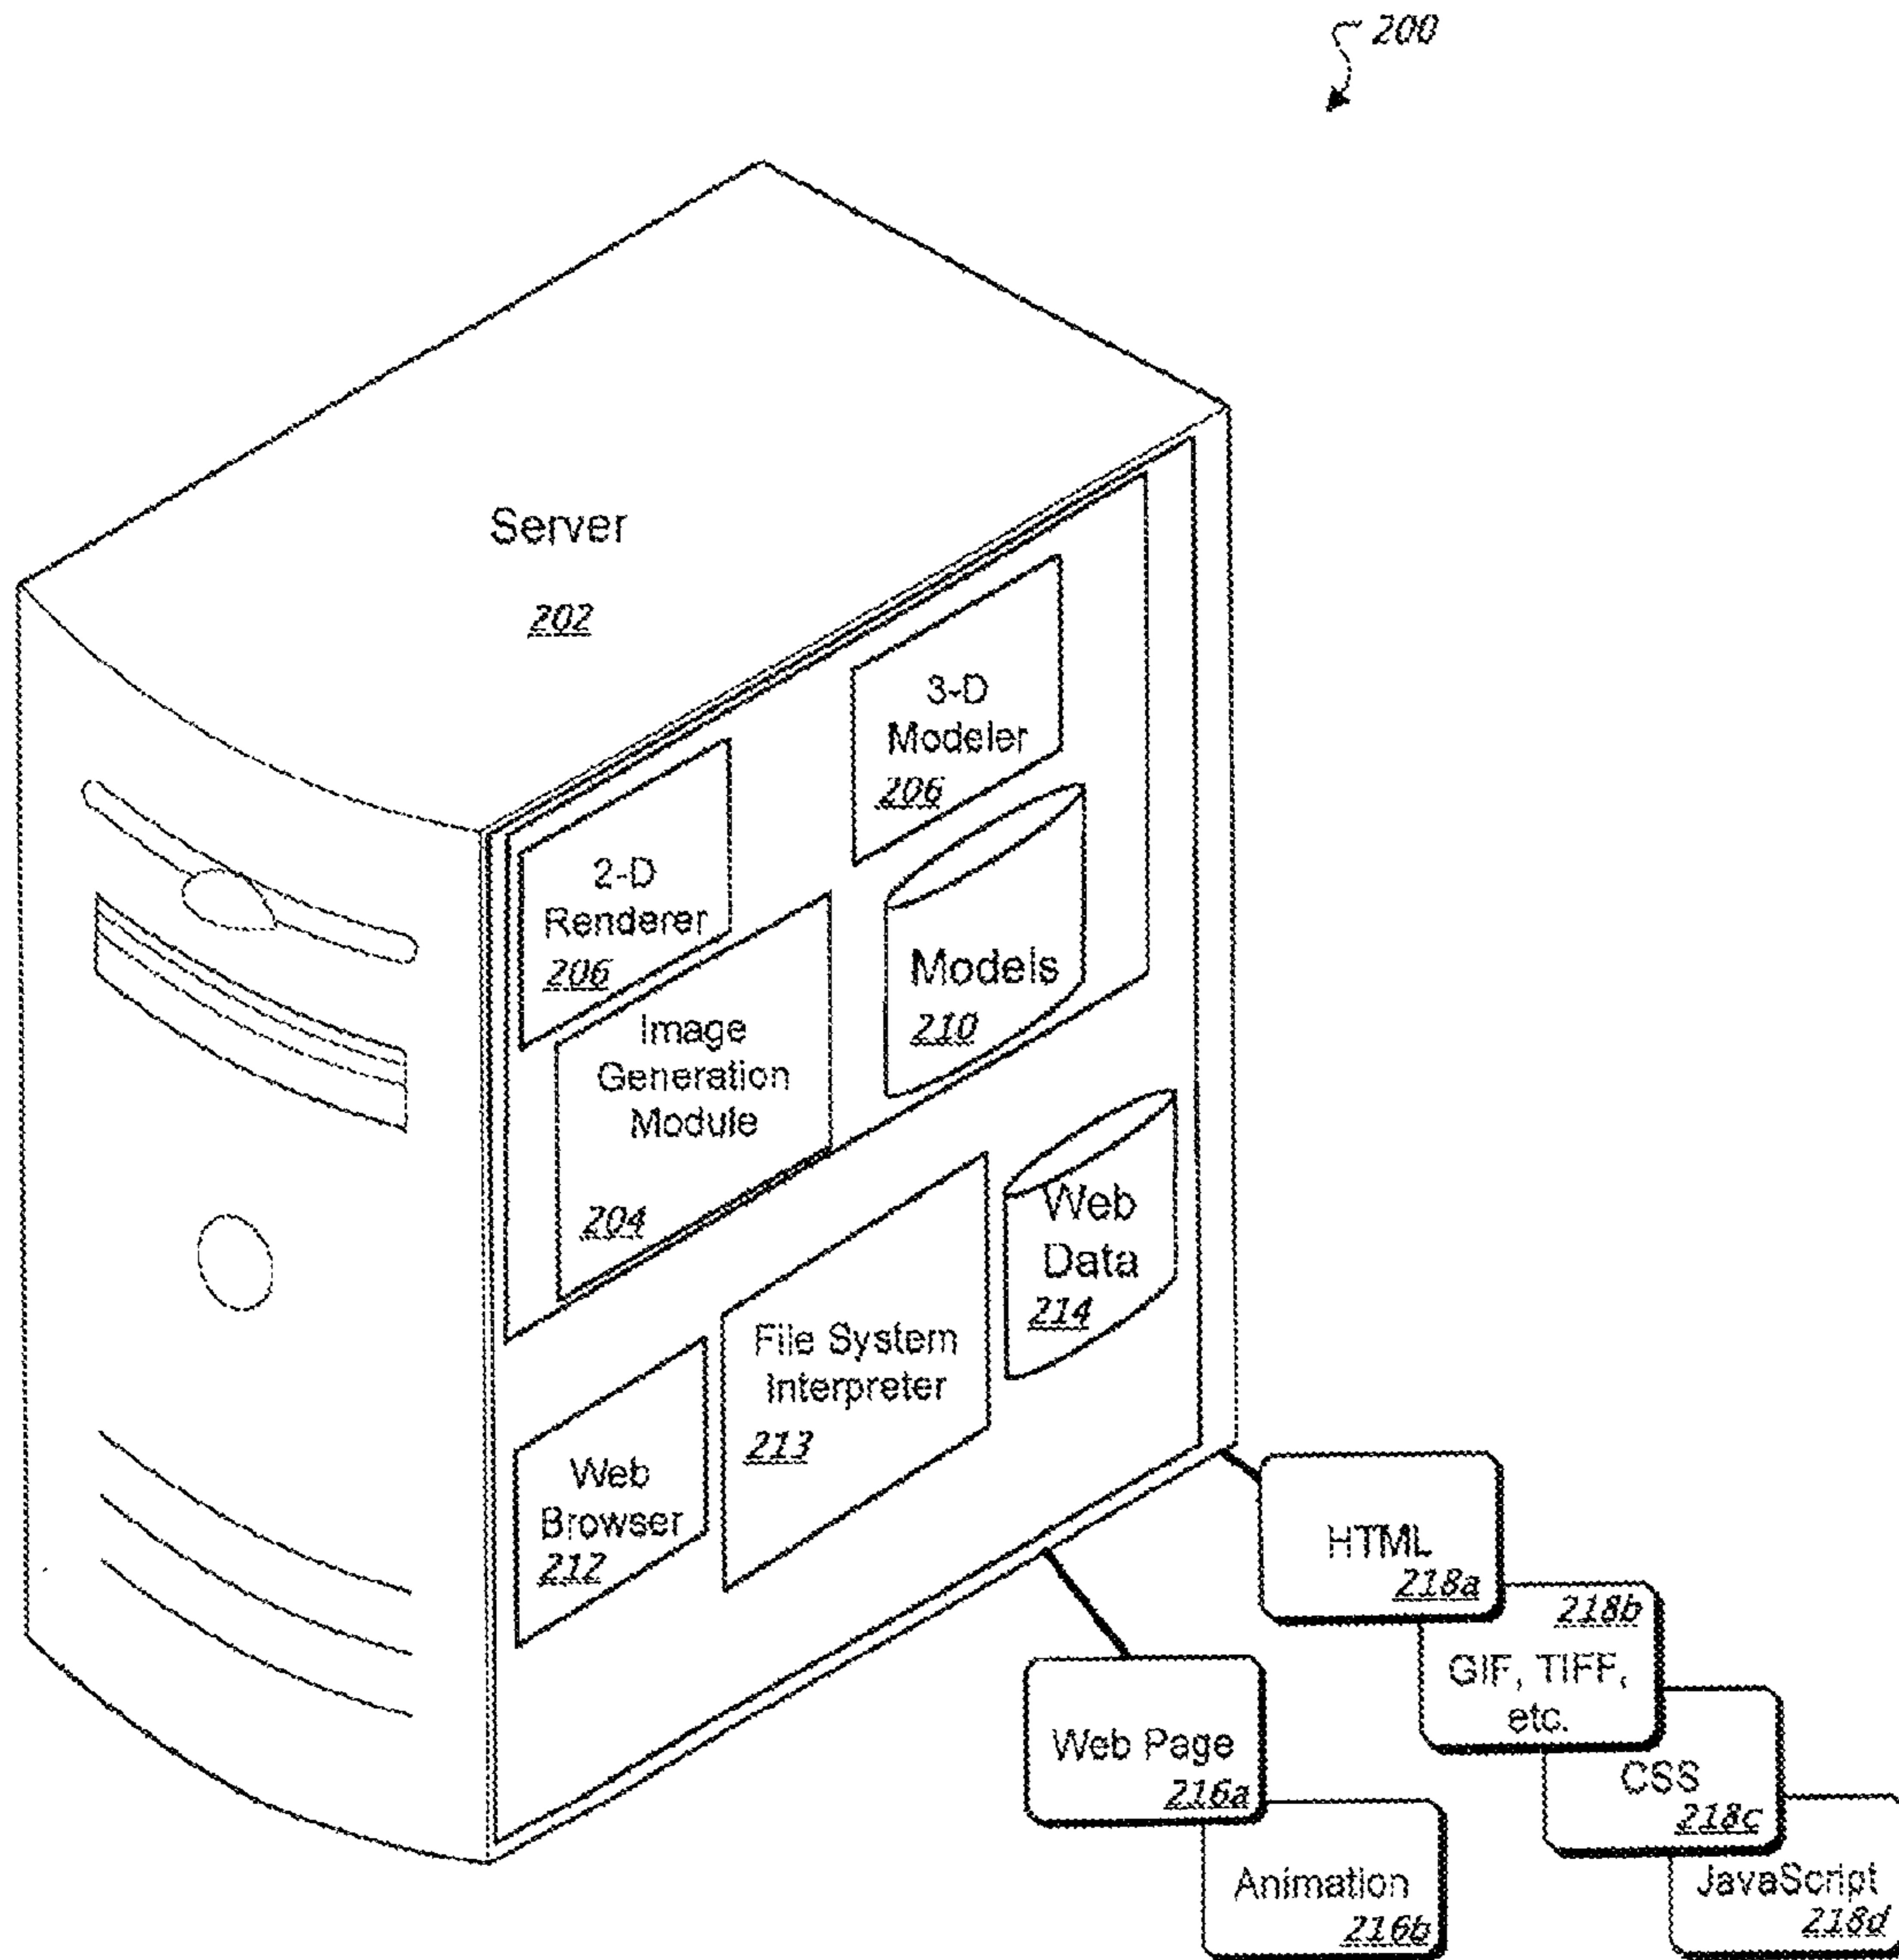 200
Server
202
3-D
Modeler
206
2-D
Renderer
206
Models
210
Image
Generation
Module
204
Web
Data
214
File System
Interpreter
213
Web
Browser
212
HTML
218a
218b
GIF, TIFF,
etc.
CSS
218c
JavaScript
218d
Web Page
216a
Animation
216b